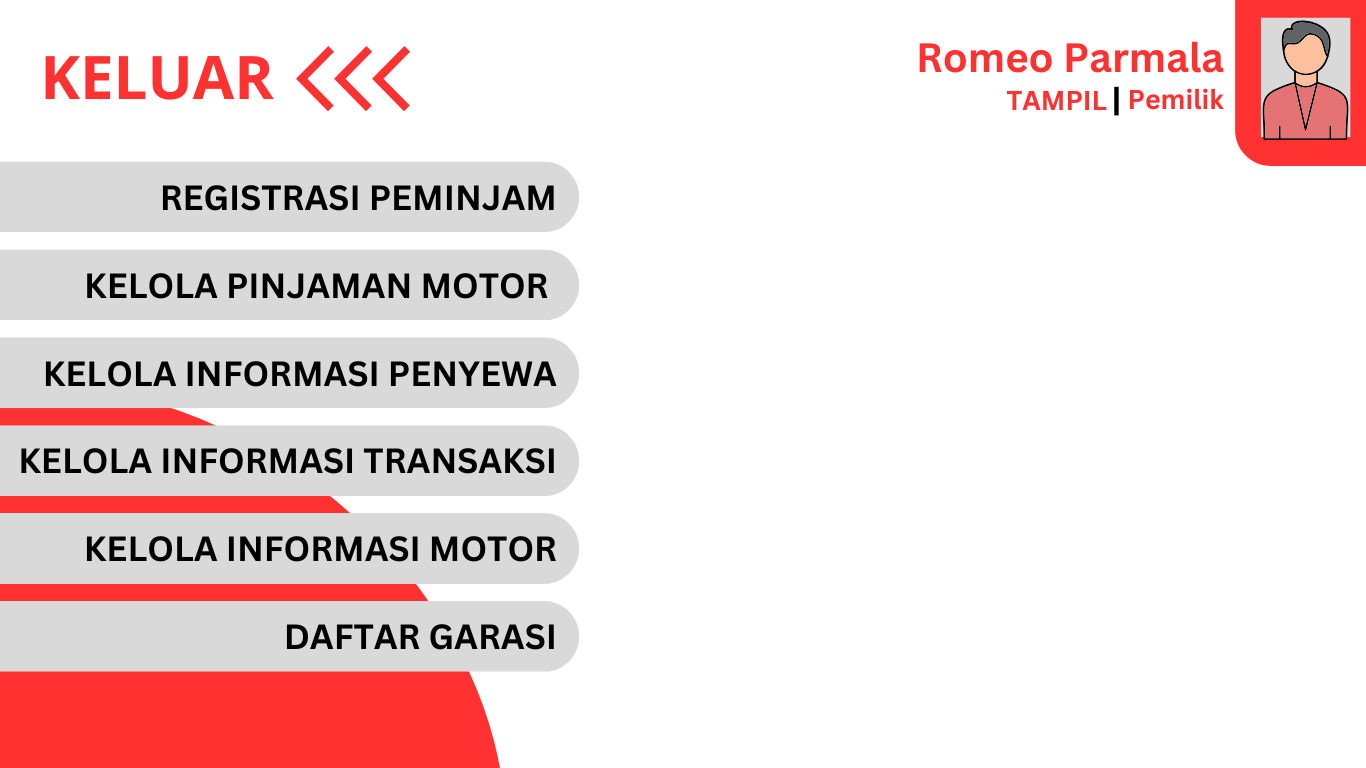 KELUAR
Romeo Parmala
TAMPIL | Pemilik
REGISTRASI PEMINJAM
KELOLA PINJAMAN MOTOR
KELOLA INFORMASI PENYEWA
KELOLA INFORMASI TRANSAKSI
KELOLA INFORMASI MOTOR
DAFTAR GARASI